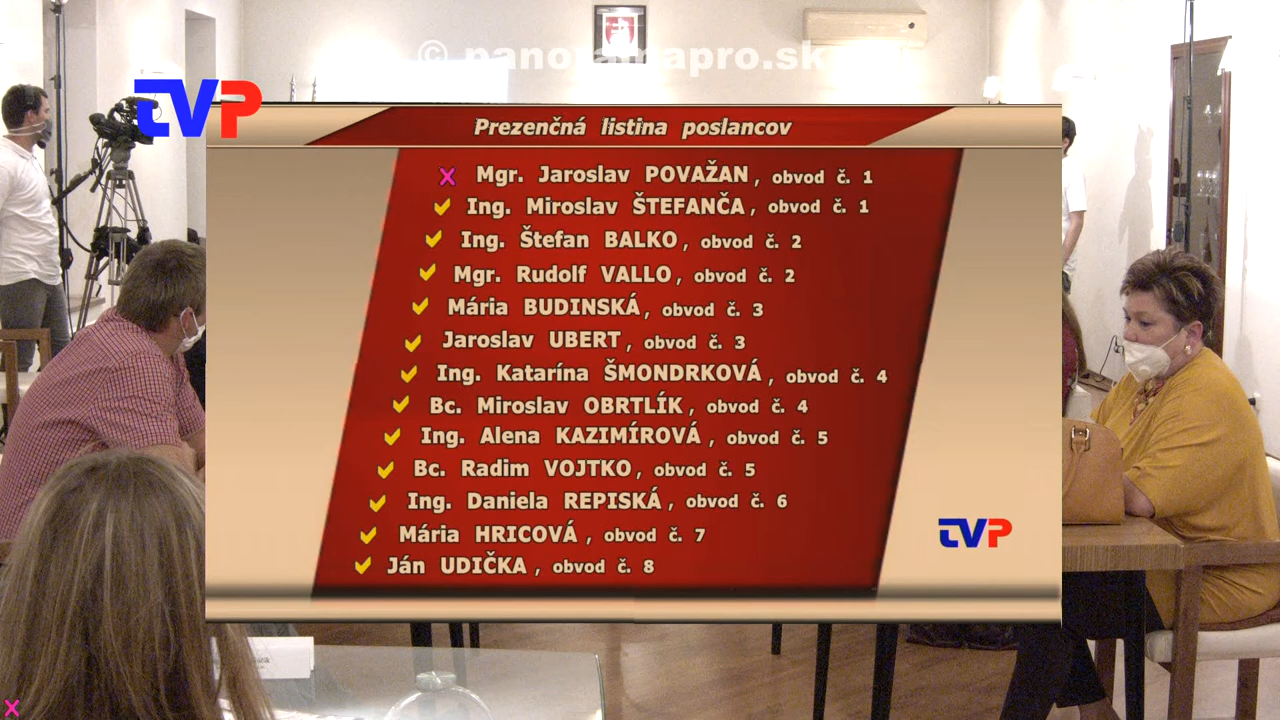 © panoramapro.sk
TVP
Prezenčná listina poslancov
X Mgr. Jaroslav POVAŽAN, obvod č. 1
Ing. Miroslav ŠTEFANČA, obvod č. 1
Ing. Štefan BALKO, obvod č. 2
Mgr. Rudolf VALLO, obvod č. 2
Mária BUDINSKÁ, obvod č. 3
Jaroslav UBERT, obvod č. 3
Ing. Katarína ŠMONDRKOVÁ, obvod č. 4
Bc. Miroslav OBRTLÍK, obvod č. 4
Ing. Alena KAZIMÍROVÁ, obvod č. 5
Bc. Radim VOJTKO, obvod č. 5
Ing. Daniela REPISKÁ, obvod č. 6
Mária HRICOVÁ, obvod č. 7
Ján UDIČKA, obvod č. 8
TVP
X